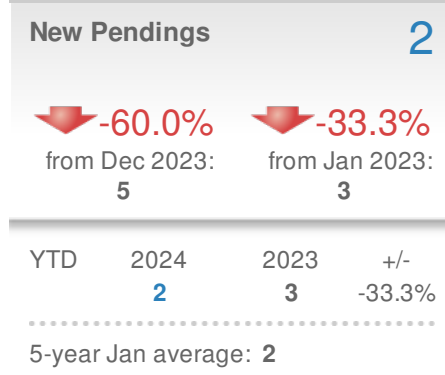 New Pendings 2
-60.0% -33.3%
from Dec 2023: from Jan 2023:
5 3
YTD 2024 2023 +/-
2 3 -33.3%
5-year Jan average: 2